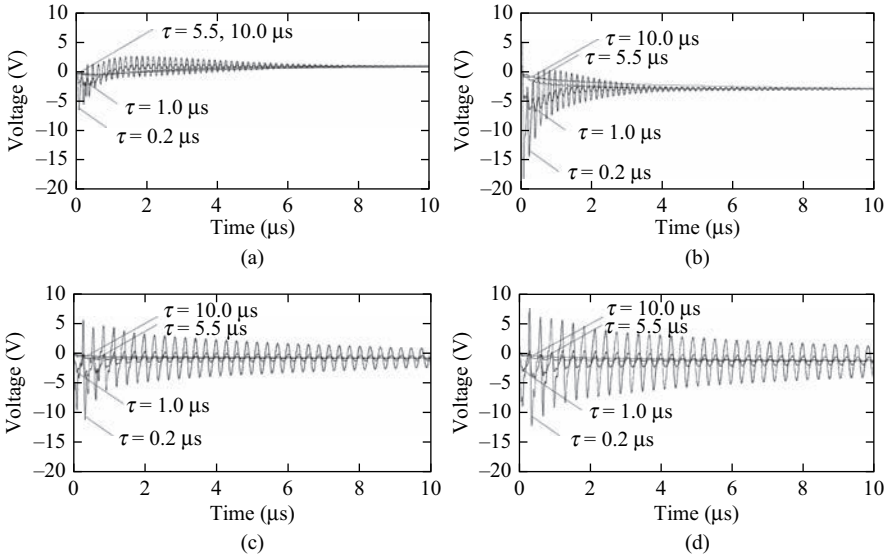 10
5
0
−5
−10
−15
−20
Voltage (V)
τ = 5.5, 10.0 μs
τ = 1.0 μs
τ = 0.2 μs
0 2 4 6 8 10
Time (μs)
(a)
10
5
0
−5
−10
−15
−20
Voltage (V)
τ = 10.0 μs
τ = 5.5 μs
τ = 1.0 μs
τ = 0.2 μs
0 2 4 6 8 10
Time (μs)
(b)
10
5
0
−5
−10
−15
−20
Voltage (V)
τ = 10.0 μs
τ = 5.5 μs
τ = 1.0 μs
τ = 0.2 μs
0 2 4 6 8 10
Time (μs)
(c)
10
5
0
−5
−10
−15
−20
Voltage (V)
τ = 10.0 μs
τ = 5.5 μs
τ = 1.0 μs
τ = 0.2 μs
0 2 4 6 8 10
Time (μs)
(d)